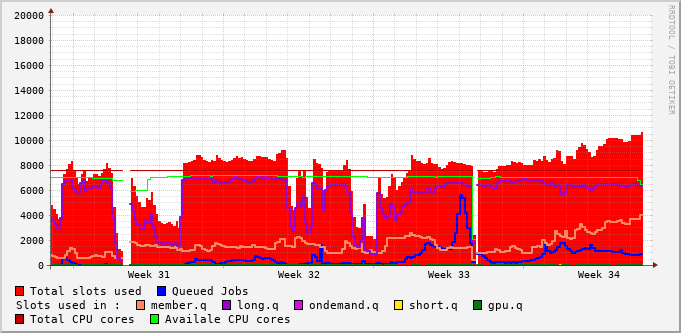 20000
18000
16000
14000
12000
10000
8000
6000
4000
2000
0
Week 31 Week 32 Week 33 Week 34
Total slots used Queued Jobs
Slots used in : member.q long.q ondemand.q short.q gpu.q
Total CPU cores Availale CPU cores
RRDTOOL / TOBI OETIKER